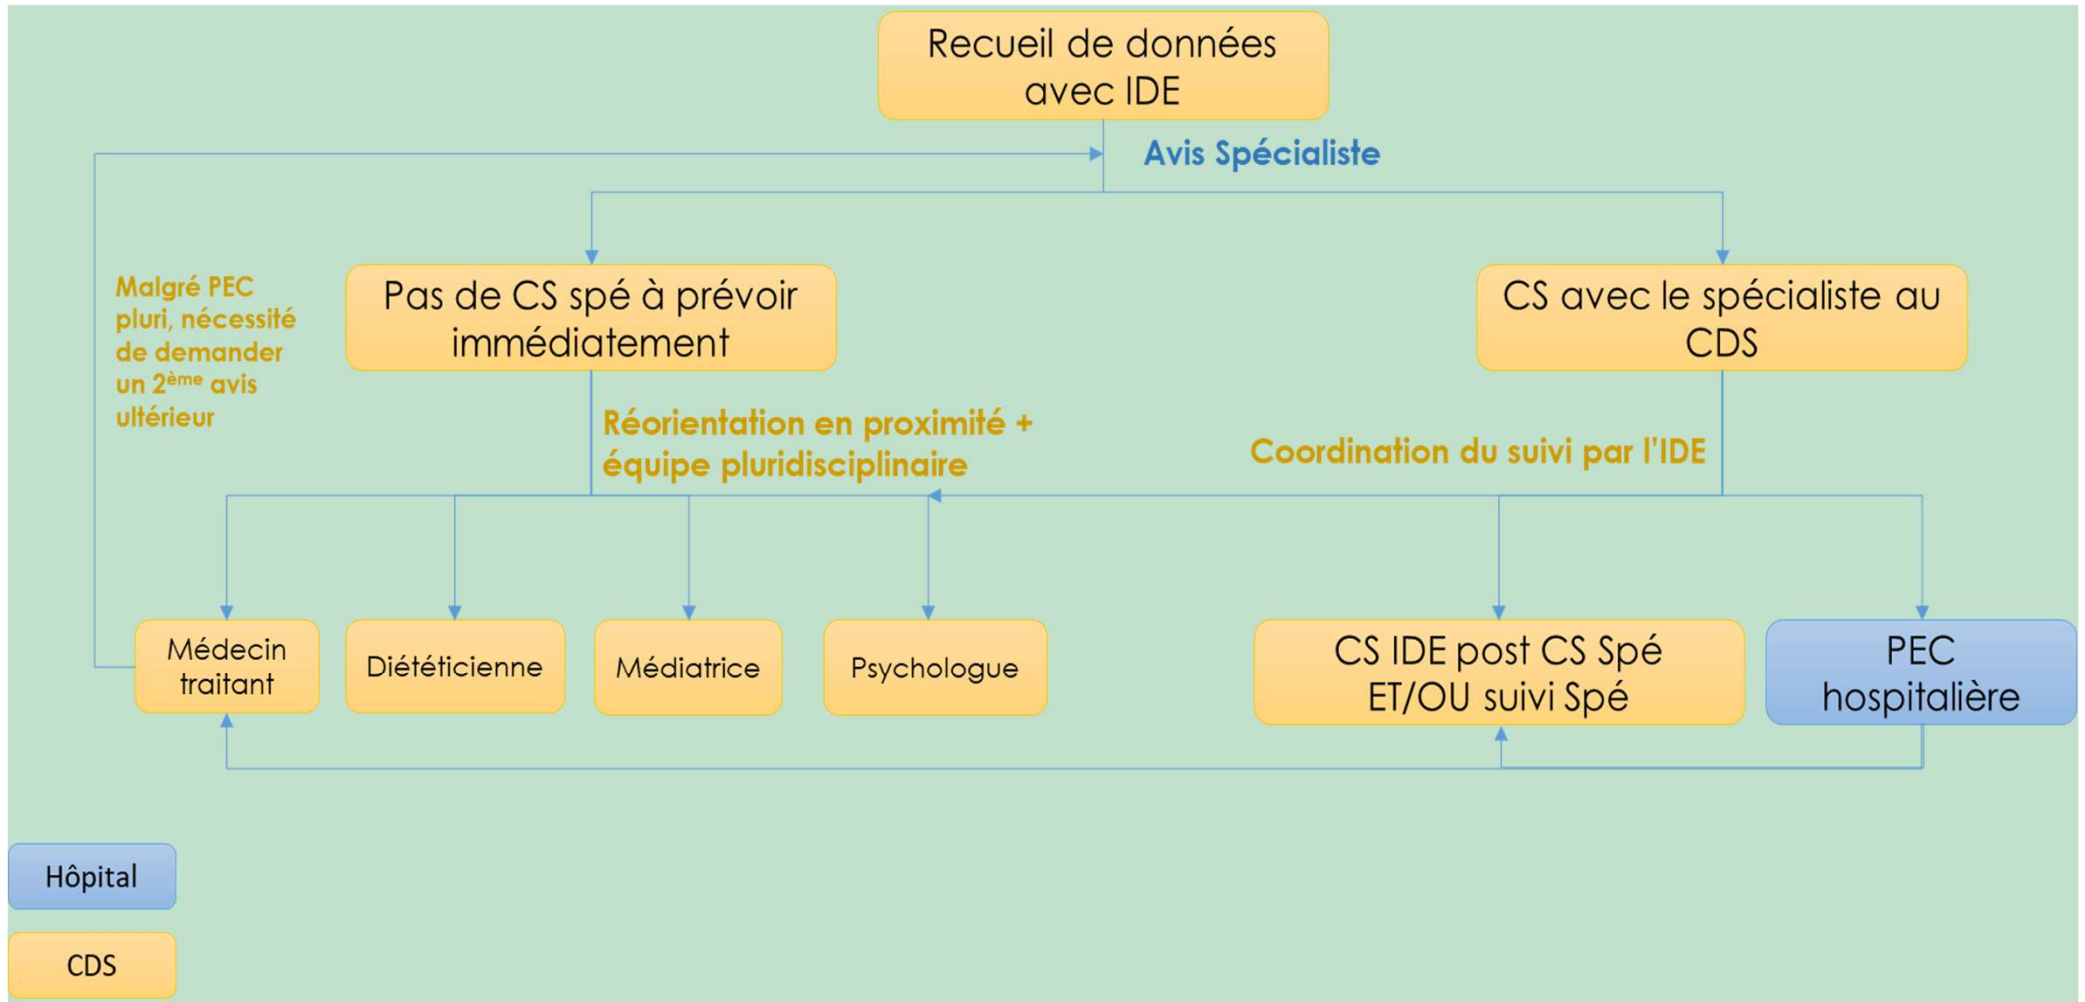 Recueil de données
avec IDE
Avis Spécialiste
Malgré PEC
pluri, nécessité
de demander
un 2ème avis
ultérieur
Pas de CS spé à prévoir
immédiatement
CS avec le spécialiste au
CDS
Réorientation en proximité +
équipe pluridisciplinaire
Coordination du suivi par l'IDE
Médecin
traitant
Diététicienne
Médiatrice
Psychologue
CS IDE post CS Spé
ET/OU suivi Spé
PEC
hospitalière
Hôpital
CDS